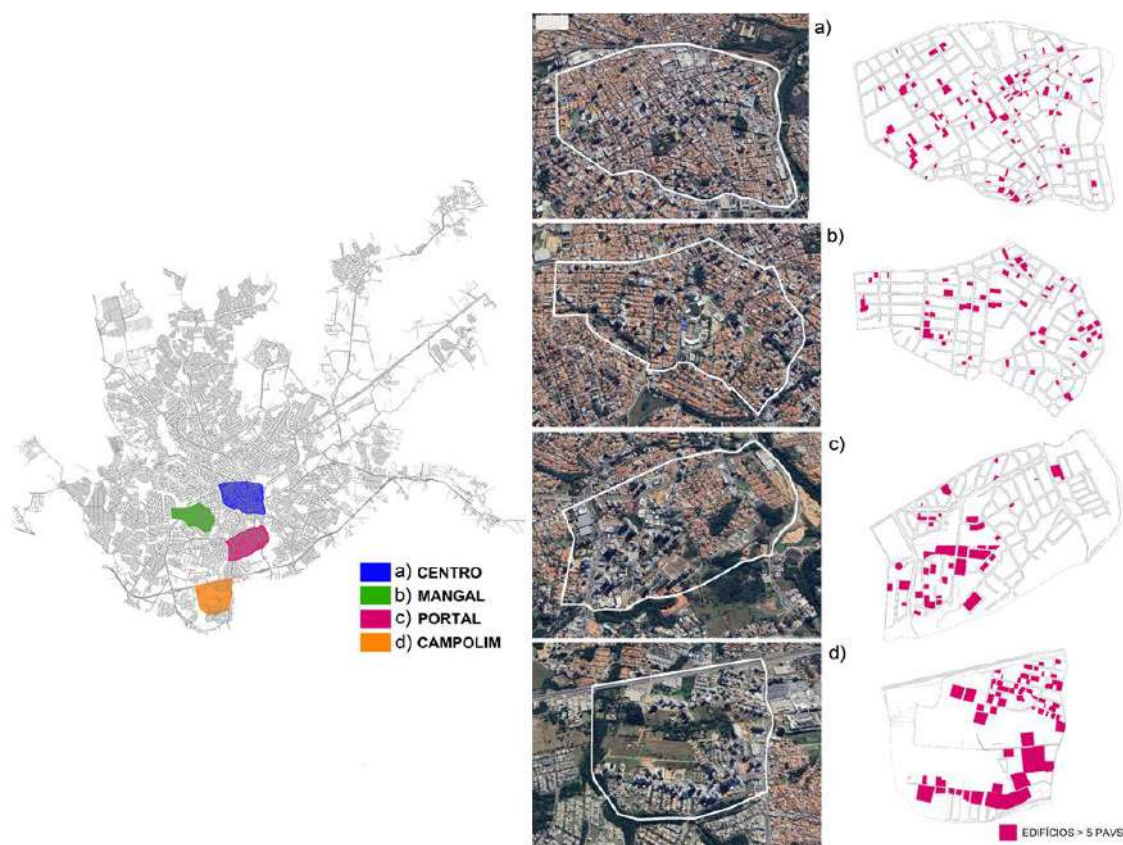 a)
b)
c)
a) CENTRO
b) MANGAL
c) PORTAL
d) CAMPOLIM
d)
EDIFÍCIOS > 5 PAVS